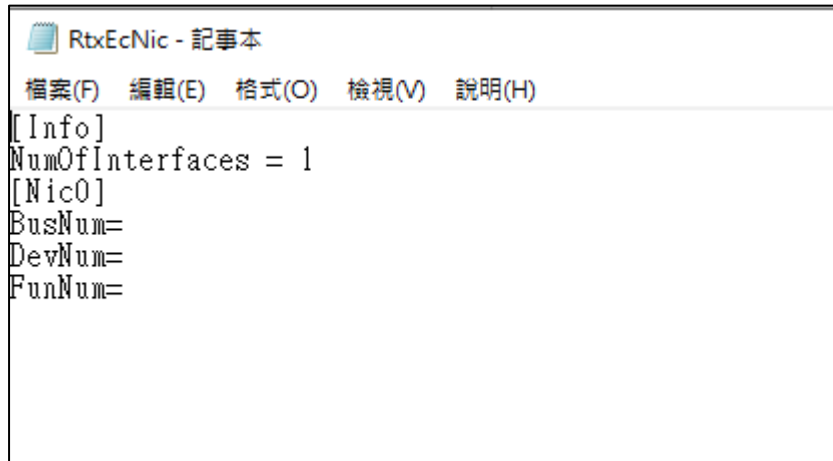 RtxEcNic - 記事本
檔案(F) 編輯(E) 格式(O) 檢視(V) 說明(H)
[Info]
NumOfInterfaces = 1
[Nic0]
BusNum=
DevNum=
FunNum=